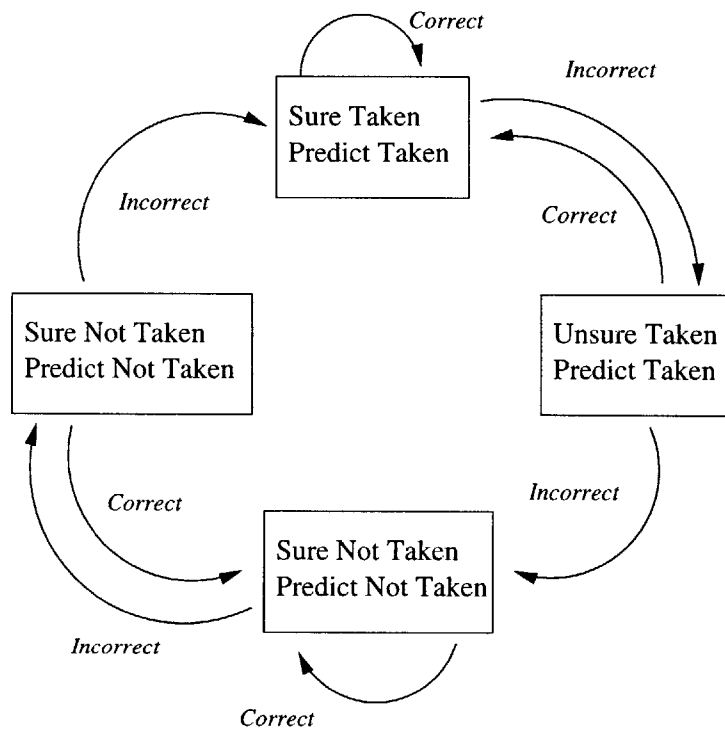 Correct
Incorrect
Sure Taken
Predict Taken
Incorrect
Correct
Sure Not Taken
Predict Not Taken
Unsure Taken
Predict Taken
Correct
Incorrect
Sure Not Taken
Predict Not Taken
Incorrect
Correct